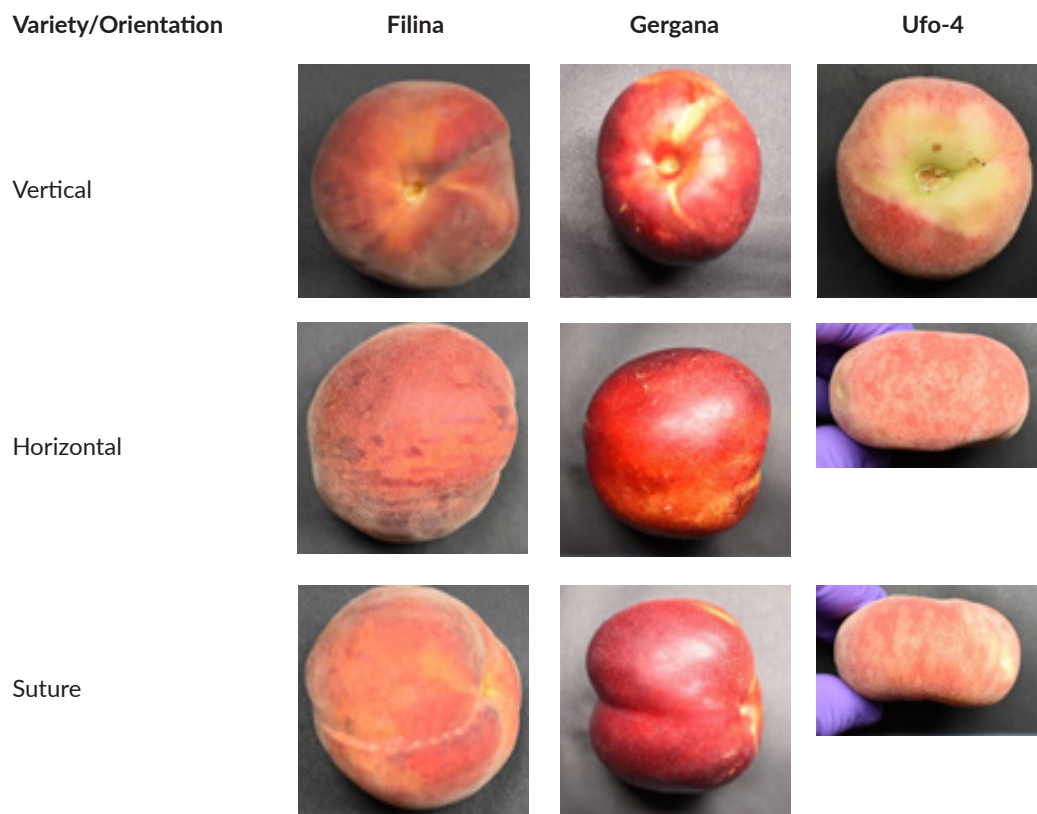 Variety/Orientation Filina Gergana Ufo-4
Vertical
Horizontal
Suture